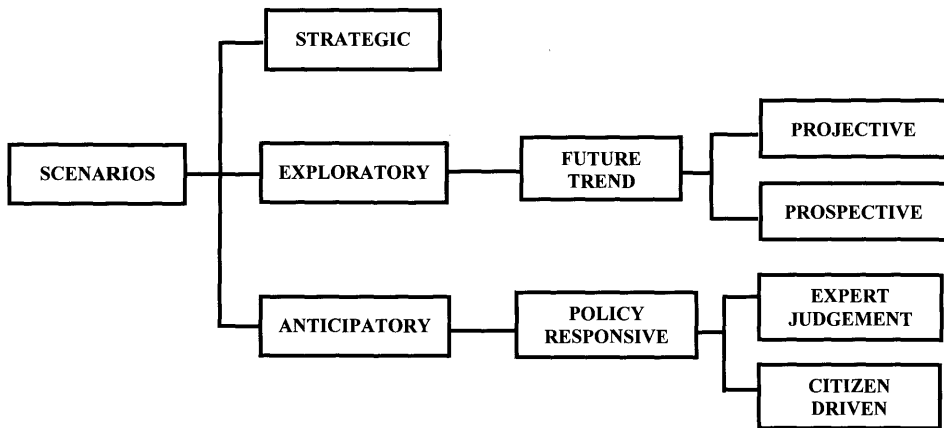 STRATEGIC
SCENARIOS
EXPLORATORY
FUTURE
TREND
PROJECTIVE
PROSPECTIVE
ANTICIPATORY
POLICY
RESPONSIVE
EXPERT
JUDGEMENT
CITIZEN
DRIVEN